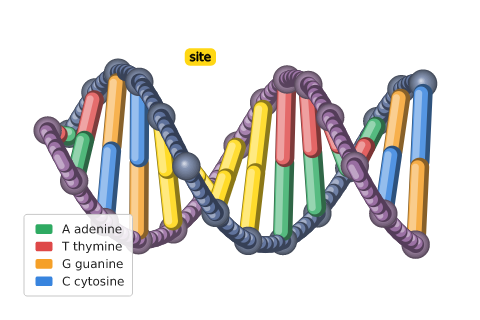 site
A adenine
T thymine
G guanine
C cytosine